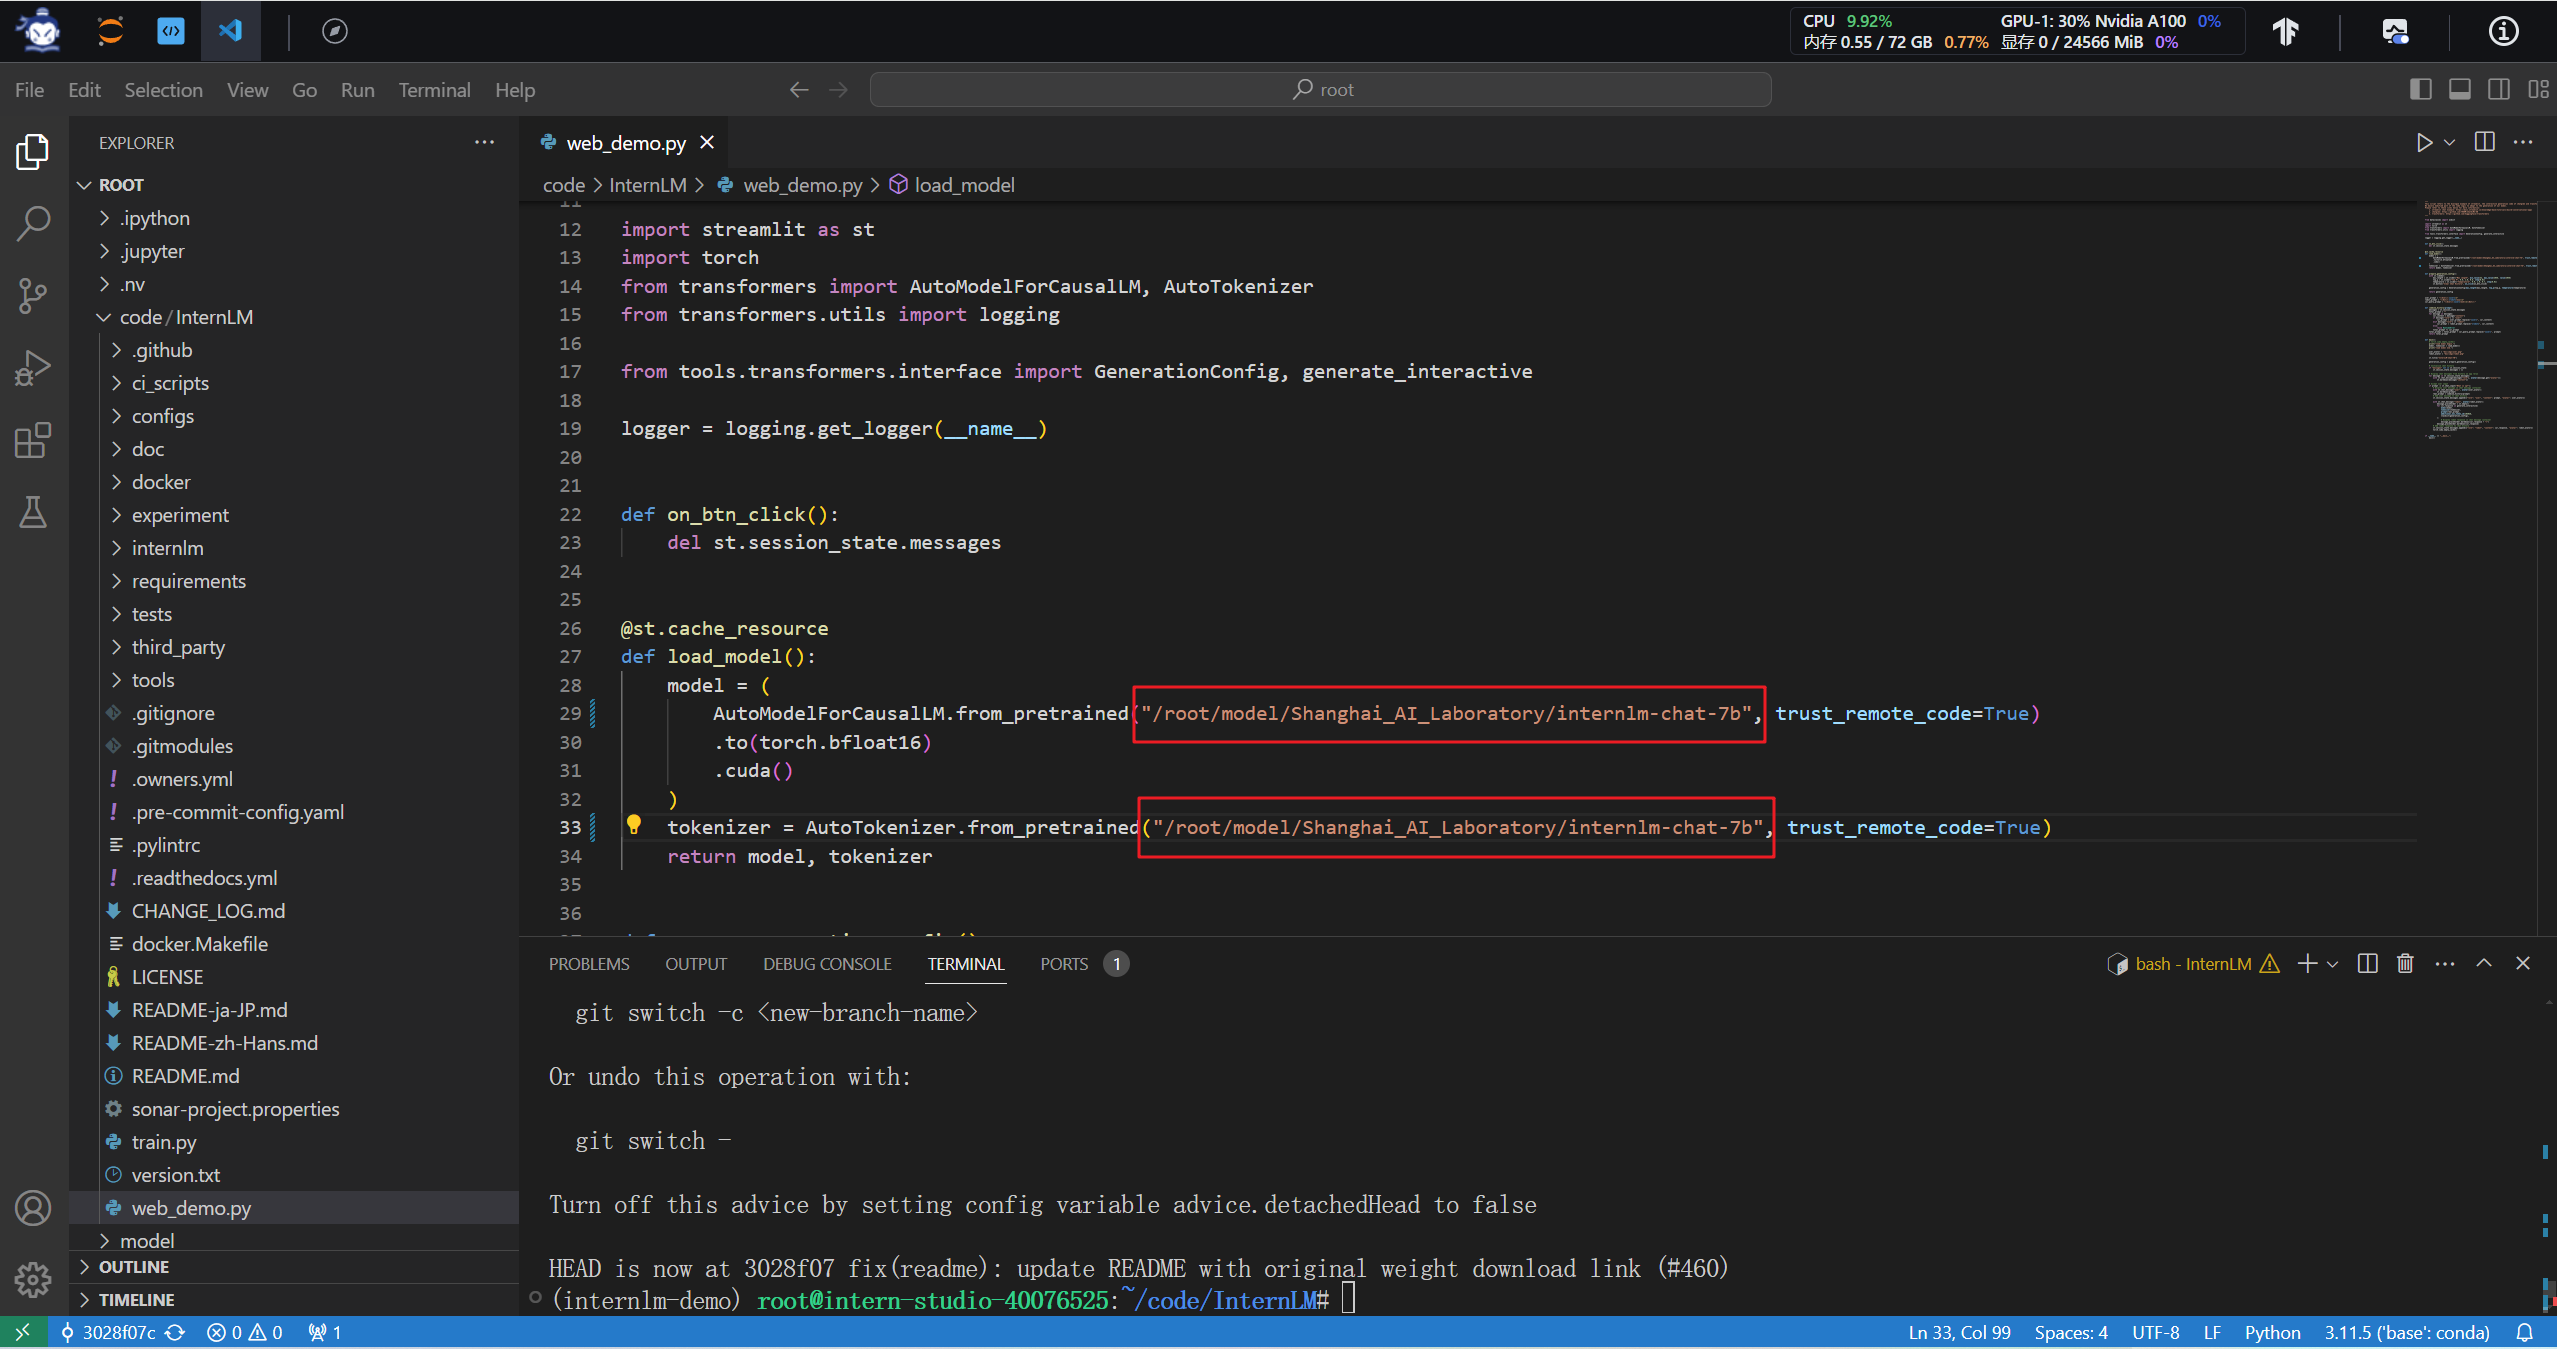 CPU 9.92% GPU-1: 30% Nvidia A100 0%
内存 0.55 / 72 GB 0.77% 显存 0 / 24566 MiB 0%
File Edit Selection View Go Run Terminal Help
root
EXPLORER
ROOT
.ipython
.jupyter
.nv
code / InternLM
.github
ci_scripts
configs
doc
docker
experiment
internlm
requirements
tests
third_party
tools
.gitignore
.gitmodules
.owners.yml
.pre-commit-config.yaml
.pylintrc
.readthedocs.yml
CHANGE_LOG.md
docker.Makefile
LICENSE
README-ja-JP.md
README-zh-Hans.md
README.md
sonar-project.properties
train.py
version.txt
web_demo.py
model
OUTLINE
TIMELINE
web_demo.py
code > InternLM > web_demo.py > load_model
11
12 import streamlit as st
13 import torch
14 from transformers import AutoModelForCausalLM, AutoTokenizer
15 from transformers.utils import logging
16
17 from tools.transformers.interface import GenerationConfig, generate_interactive
18
19 logger = logging.get_logger(__name__)
20
21
22 def on_btn_click():
23 del st.session_state.messages
24
25
26 @st.cache_resource
27 def load_model():
28 model = (
29 AutoModelForCausalLM.from_pretrained("/root/model/Shanghai_AI_Laboratory/internlm-chat-7b", trust_remote_code=True)
30 .to(torch.bfloat16)
31 .cuda()
32 )
33 tokenizer = AutoTokenizer.from_pretrained("/root/model/Shanghai_AI_Laboratory/internlm-chat-7b", trust_remote_code=True)
34 return model, tokenizer
35
36
PROBLEMS OUTPUT DEBUG CONSOLE TERMINAL PORTS 1
bash - InternLM
git switch -c <new-branch-name>
Or undo this operation with:
git switch -
Turn off this advice by setting config variable advice.detachedHead to false
HEAD is now at 3028f07 fix(readme): update README with original weight download link (#460)
(internlm-demo) root@intern-studio-40076525:~/code/InternLM#
3028f07c 0 0 1
Ln 33, Col 99 Spaces: 4 UTF-8 LF Python 3.11.5 ('base': conda)